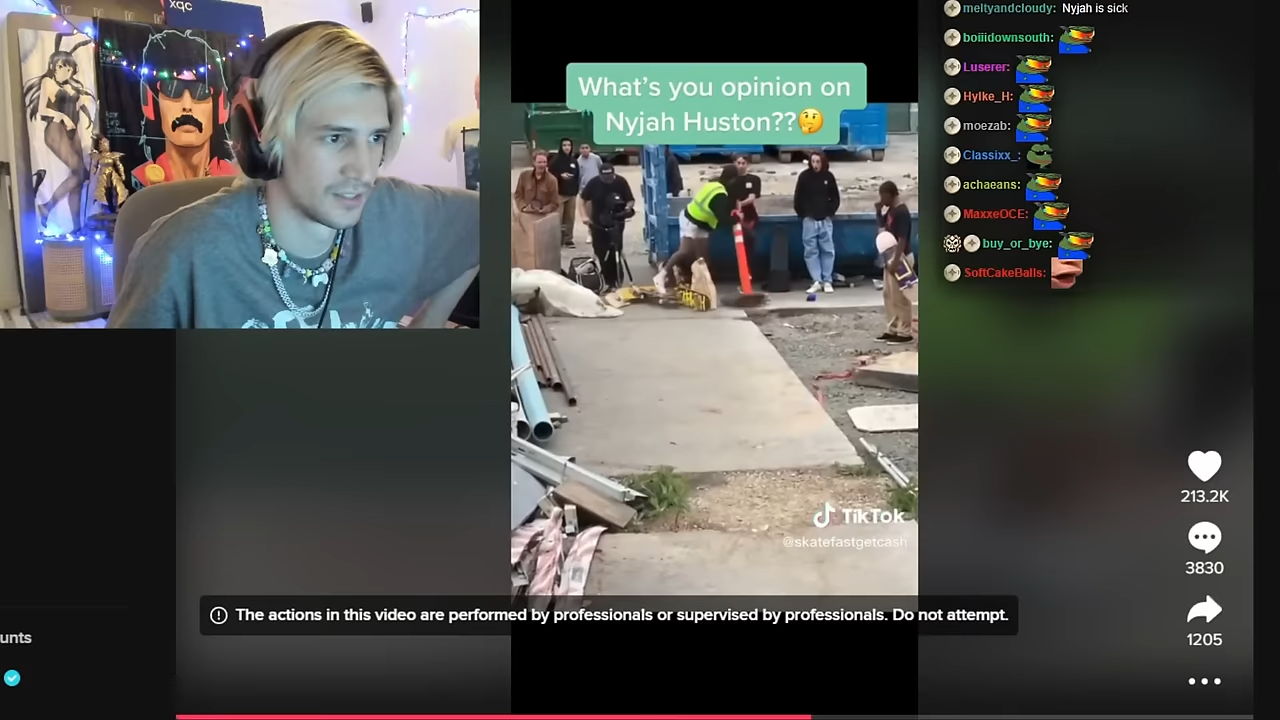 xqc
What's you opinion on
Nyjah Huston??🤔
meltyandcloudy: Nyjah is sick
boiiidownsouth:
Luserer:
Hylke_H:
moezab:
Classixx_:
achaeans:
MaxxeOCE:
buy_or_bye:
SoftCakeBalls:
213.2K
TikTok
@skatefastgetcash
3830
The actions in this video are performed by professionals or supervised by professionals. Do not attempt.
1205
unts